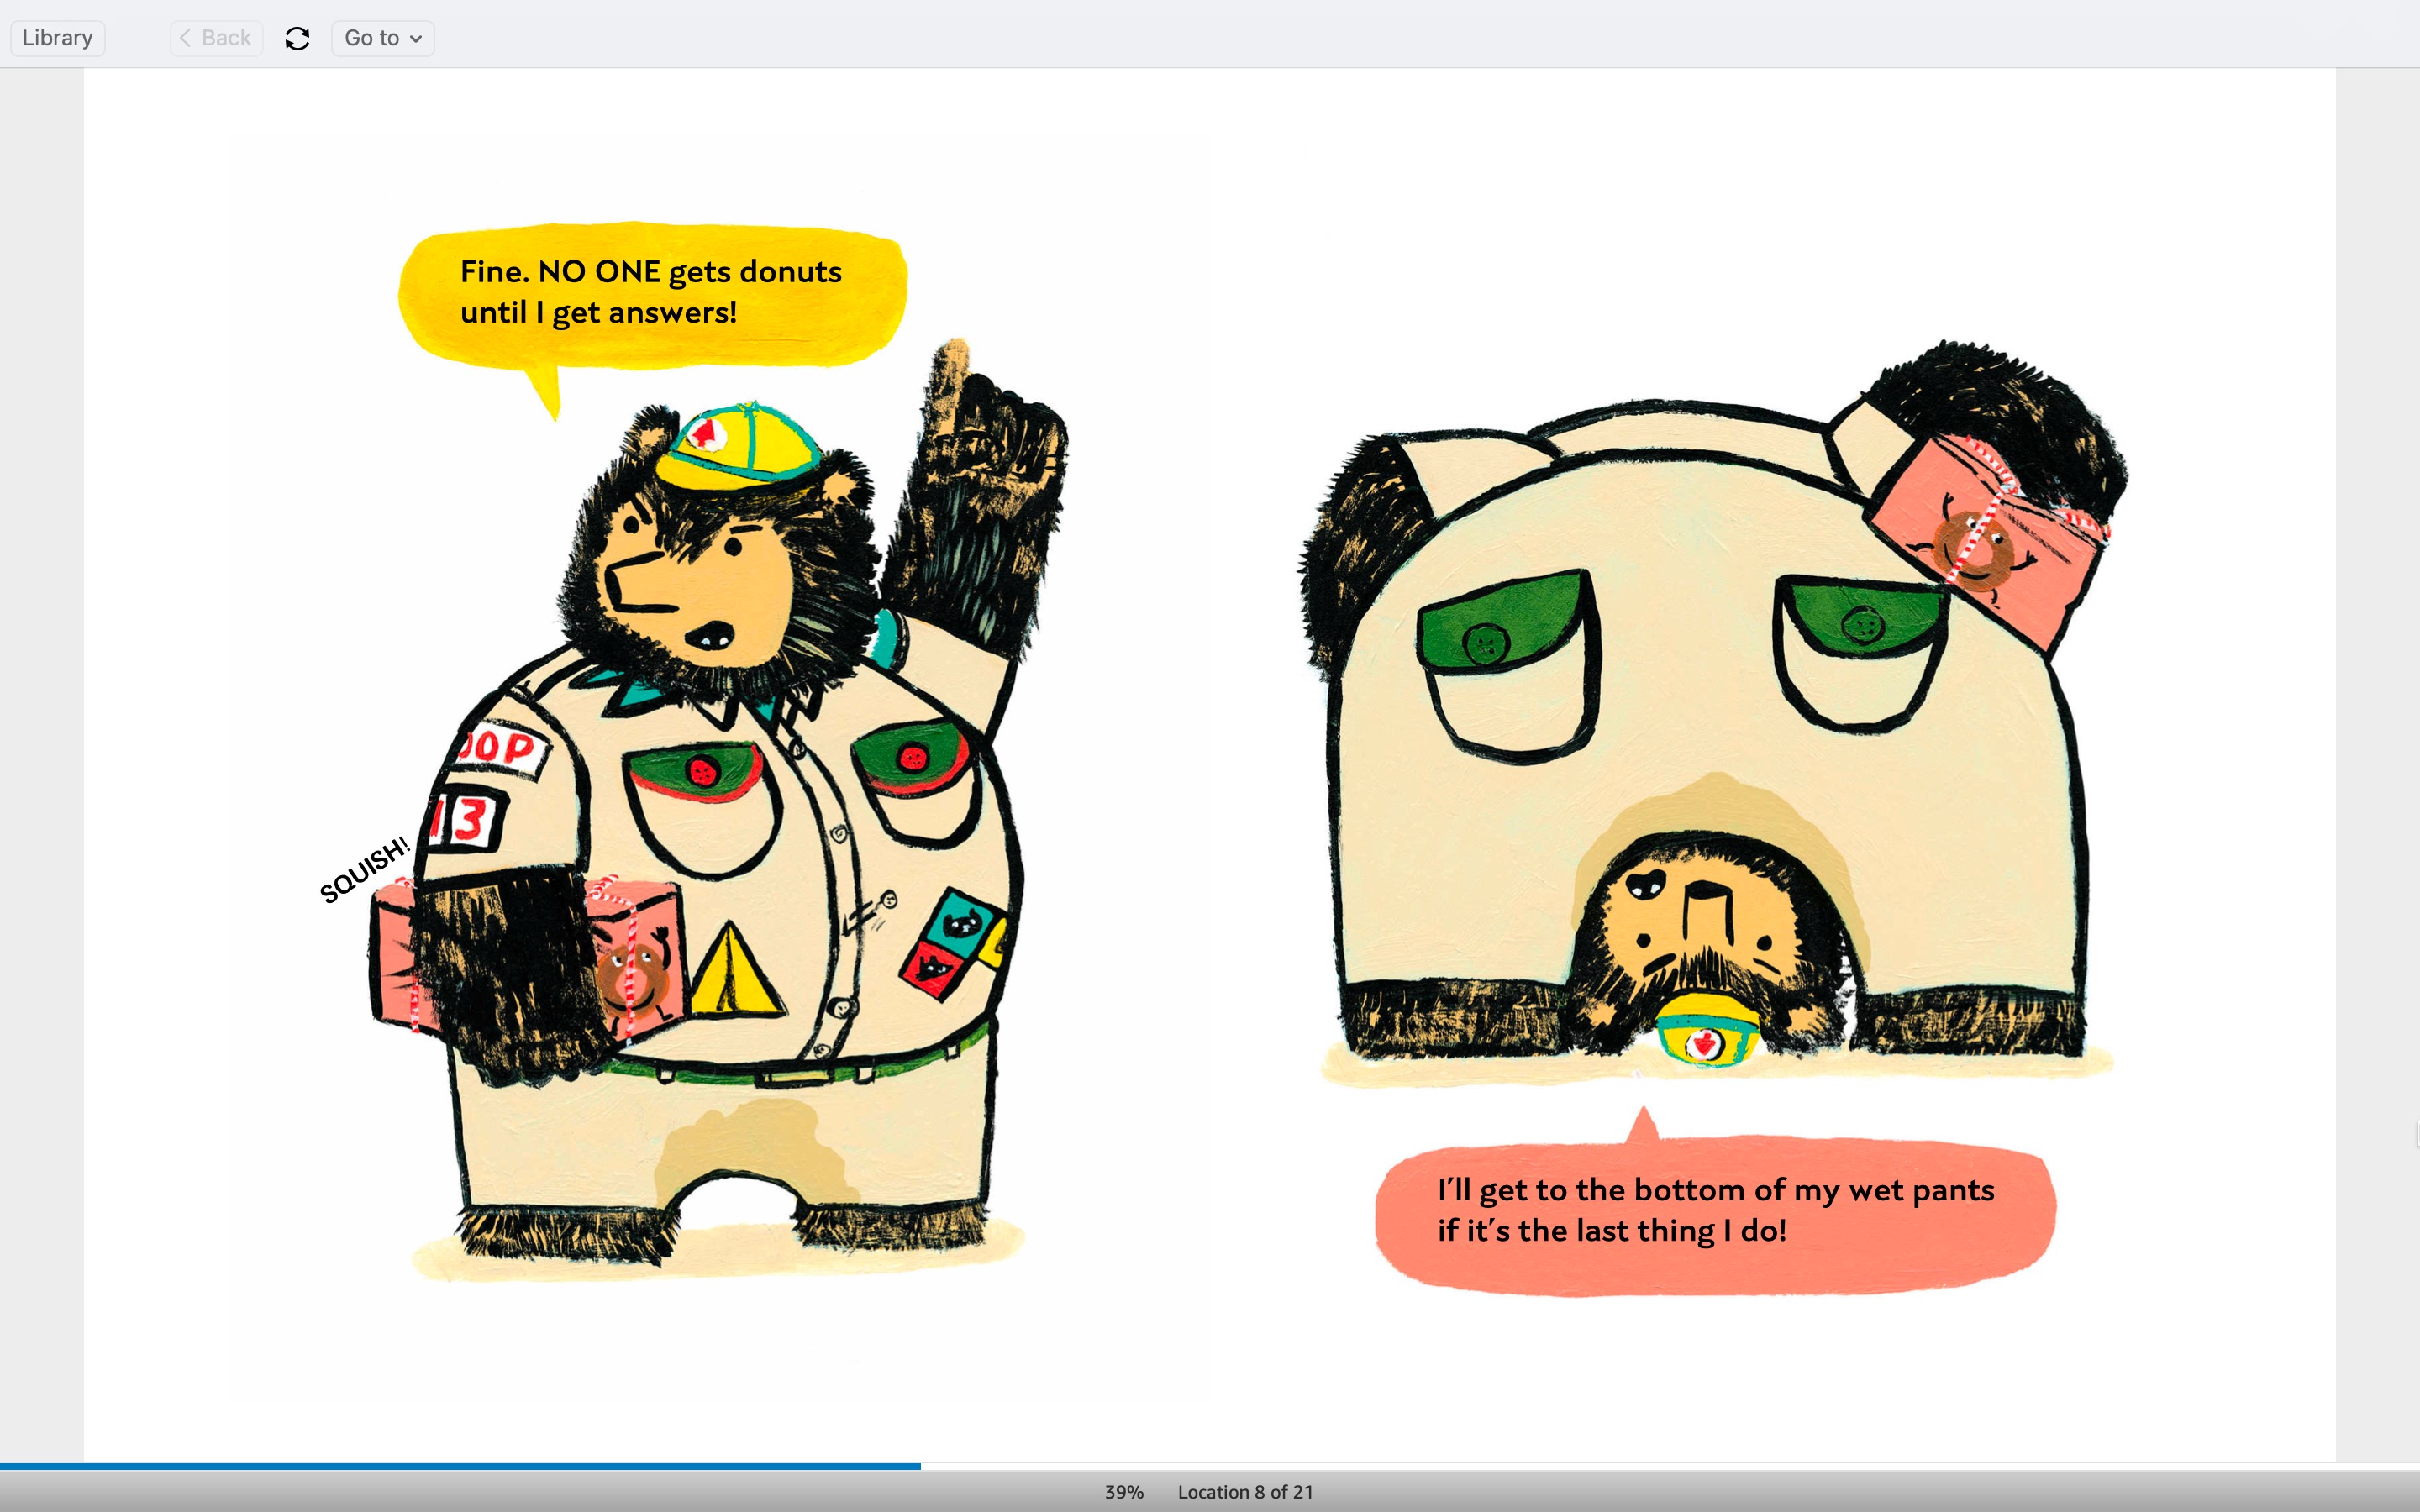 Library
Back
Go to
Fine. NO ONE gets donuts
until I get answers!
OOP
13
SQUISH!
I'll get to the bottom of my wet pants
if it's the last thing I do!
39% Location 8 of 21